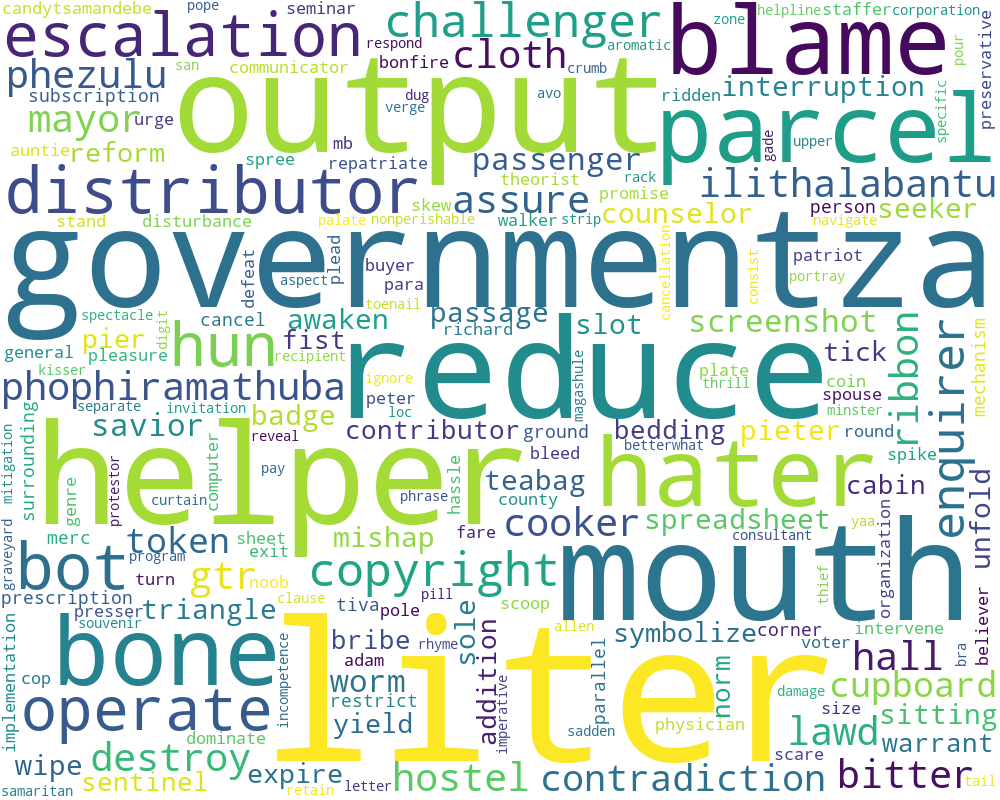 candytsamandebe pope seminar
escalation
challenger
zone helpline staffer corporation
blame
respond
bonfire
cloth
aromatic
phezulu
san communicator
crumb
interruption
pour
preservative
subscription
output
dug
verge
avo
ridden
specific
mayor
urge
mb
parcel
gade
upper
auntie reform
spree repatriate
passenger
rack
theorist
promise
ilithalabantu
distributor
skew
assure
stand disturbance
palate nonperishable
walker strip
counselor
person seeker
navigate
governmentza
defeat
aspect
plead
buyer
para
toenail
cancellation
consist
patriot
portray
spectacle
digit
cancel
awaken
passage
richard
slot
screenshot
general
pier
pleasure
hun
recipient
fist
reduce
magashule
plate
thrill
tick
coin
spouse
minster
ribbon
enquirer
mechanism
kisser
phophiramathuba
ignore
peter
loc
separate invitation
badge
savior
reveal
contributor ground
bedding
betterwhat
pieter round
bleed
spike
mitigation
surrounding
genre
protestor
computer
helper
curtain
pay
phrase
hassle
teabag
county
hater
cabin
graveyard
merc
token
program
sheet
exit
mishap
fare
cooker
spreadsheet
consultant
yaa
organization
unfold
bot
turn
gtr
noob
copyright
mouth
thief
prescription
presser
souvenir
triangle
clause
tiva
pole
pill
scoop
believer
implementation
cop
bone
incompetence
bribe
rhyme
adam
sole
allen
symbolize corner
voter
intervene
bra
operate
worm
restrict
yield
addition
imperative
liter
parallel
sadden
physician
norm
damage
size
hall
cupboard
lawd
sitting
warrant
dominate
wipe
destroy
sentinel
expire
retain
letter
hostel
contradiction
scare
bitter
tail
samaritan